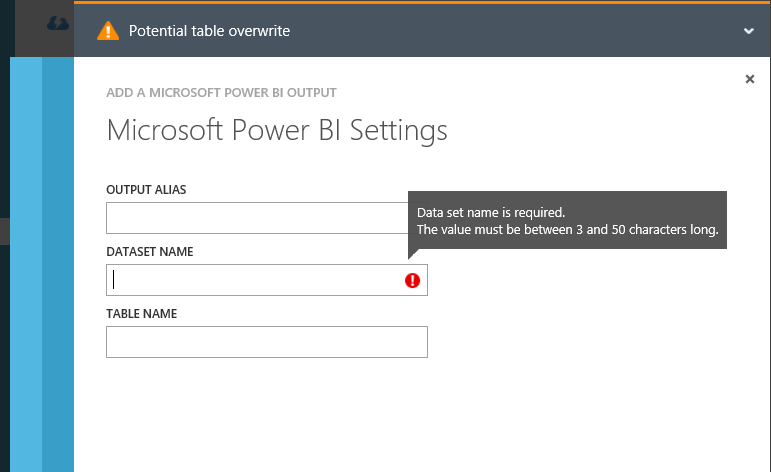 Potential table overwrite
ADD A MICROSOFT POWER BI OUTPUT
Microsoft Power BI Settings
OUTPUT ALIAS
Data set name is required.
The value must be between 3 and 50 characters long.
DATASET NAME
TABLE NAME